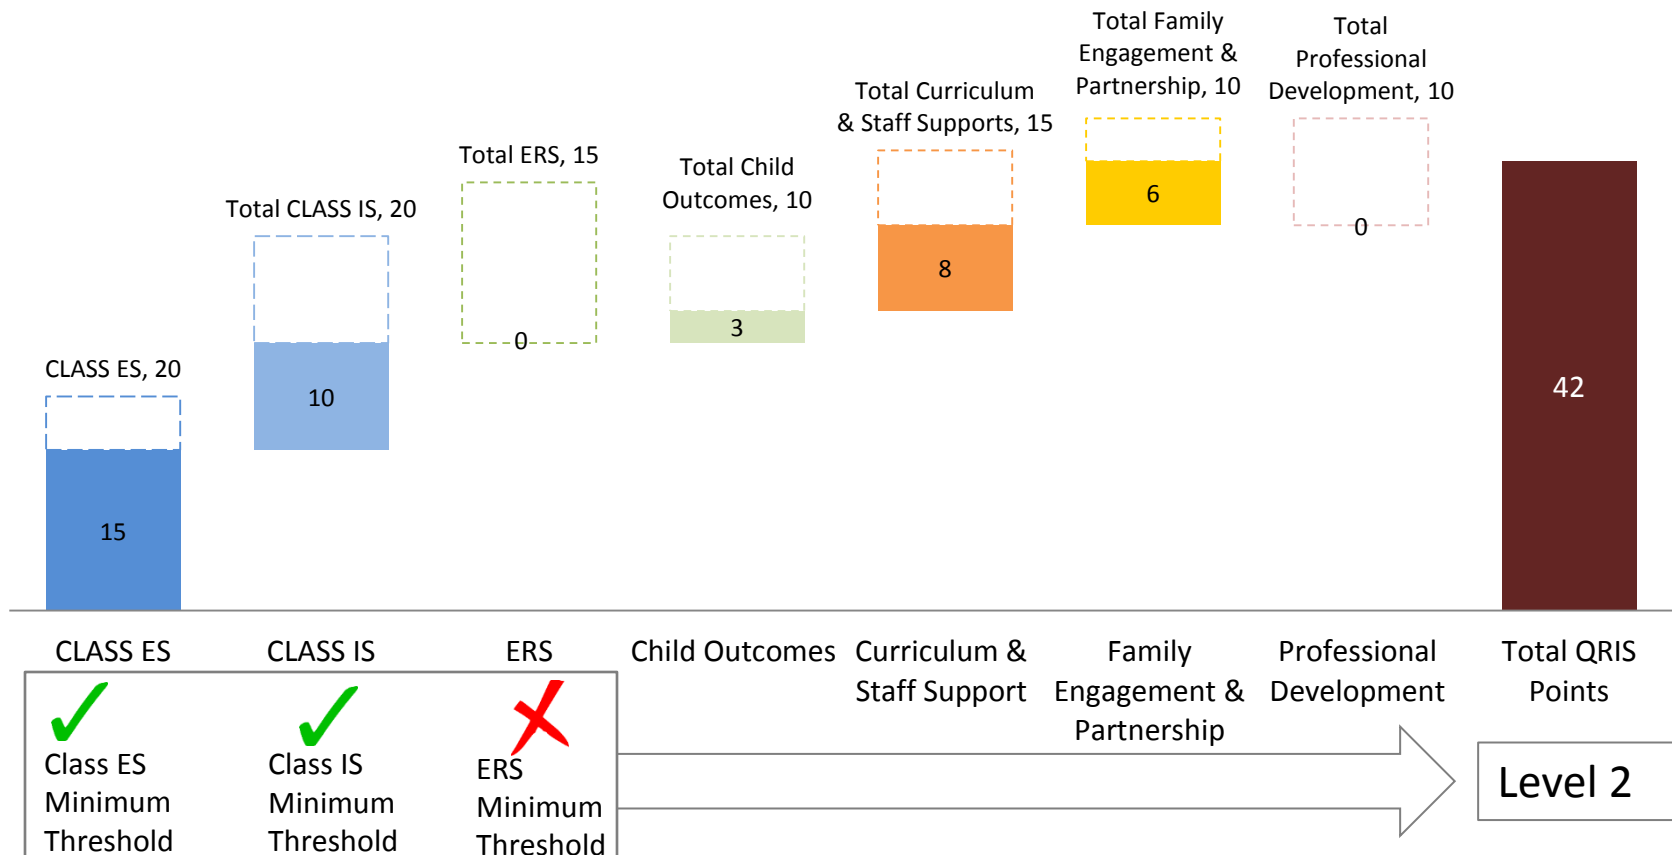 Total Family
Engagement &
Partnership, 10
Total
Professional
Development, 10
Total Curriculum
& Staff Supports, 15
Total ERS, 15
Total Child
Outcomes, 10
Total CLASS IS, 20
CLASS ES, 20
15
10
0
3
8
6
0
42
CLASS ES
CLASS IS
ERS
Child Outcomes
Curriculum &
Staff Support
Family
Engagement &
Partnership
Professional
Development
Total QRIS
Points
Class ES
Minimum
Threshold
Class IS
Minimum
Threshold
ERS
Minimum
Threshold
Level 2